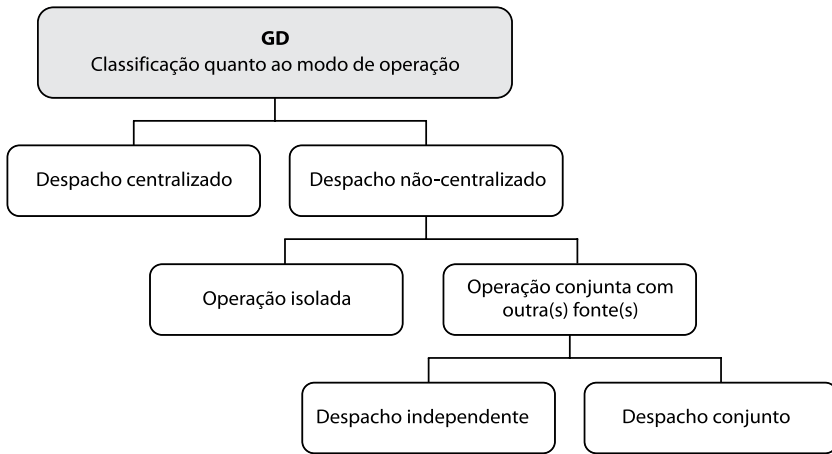 GD
Classificação quanto ao modo de operação
Despacho centralizado
Despacho não-centralizado
Operação isolada
Operação conjunta com
outra(s) fonte(s)
Despacho independente
Despacho conjunto